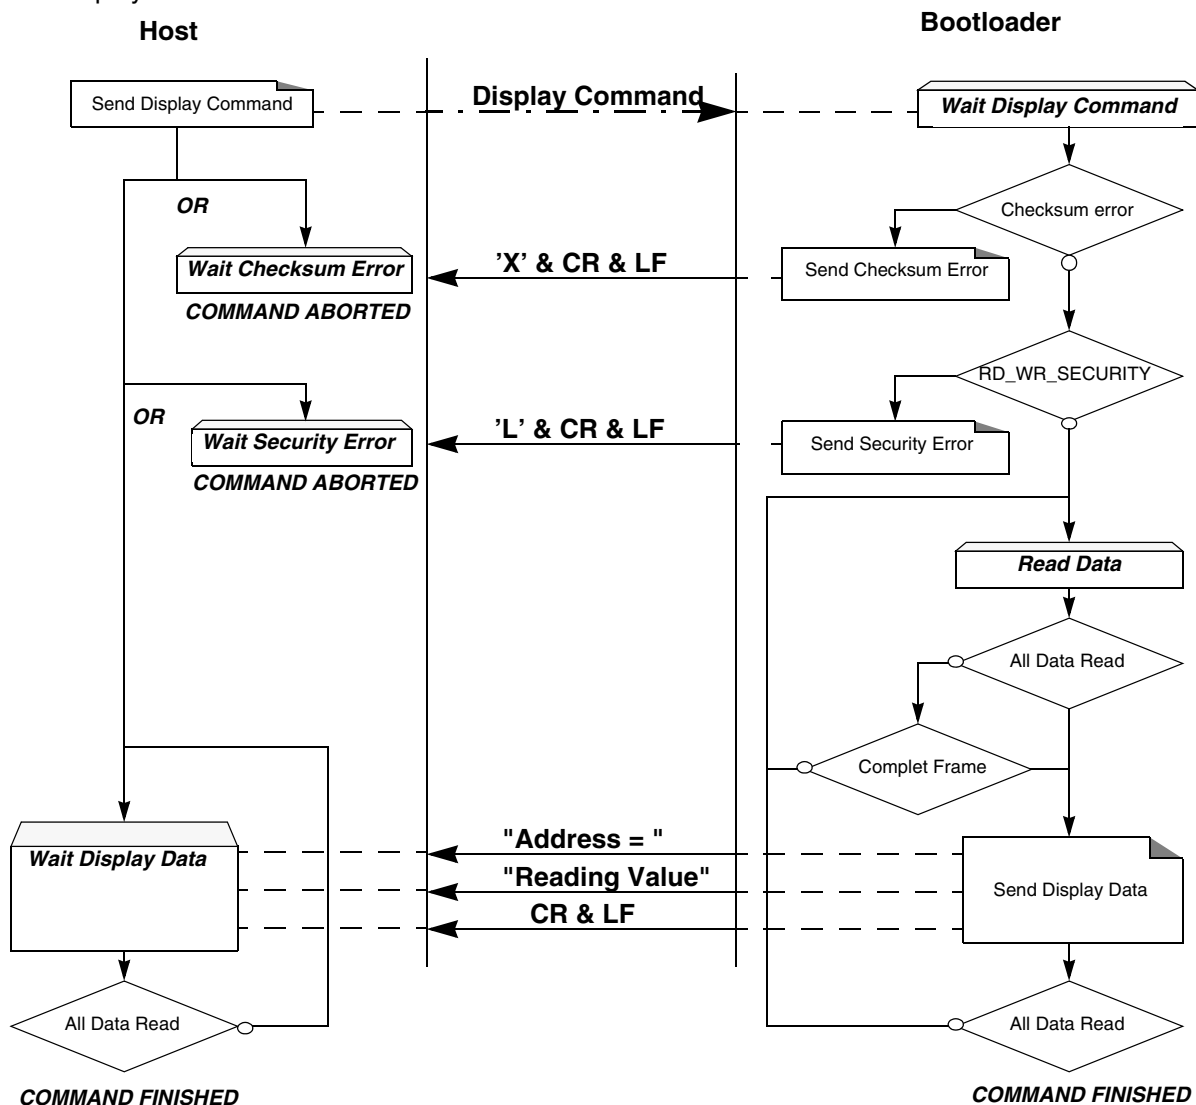 Host
Bootloader
Send Display Command
Display Command
Wait Display Command
OR
Checksum error
Wait Checksum Error
'X' & CR & LF
Send Checksum Error
COMMAND ABORTED
RD_WR_SECURITY
OR
Wait Security Error
'L' & CR & LF
Send Security Error
COMMAND ABORTED
Read Data
All Data Read
Complet Frame
"Address = "
Wait Display Data
"Reading Value"
Send Display Data
CR & LF
All Data Read
All Data Read
COMMAND FINISHED
COMMAND FINISHED